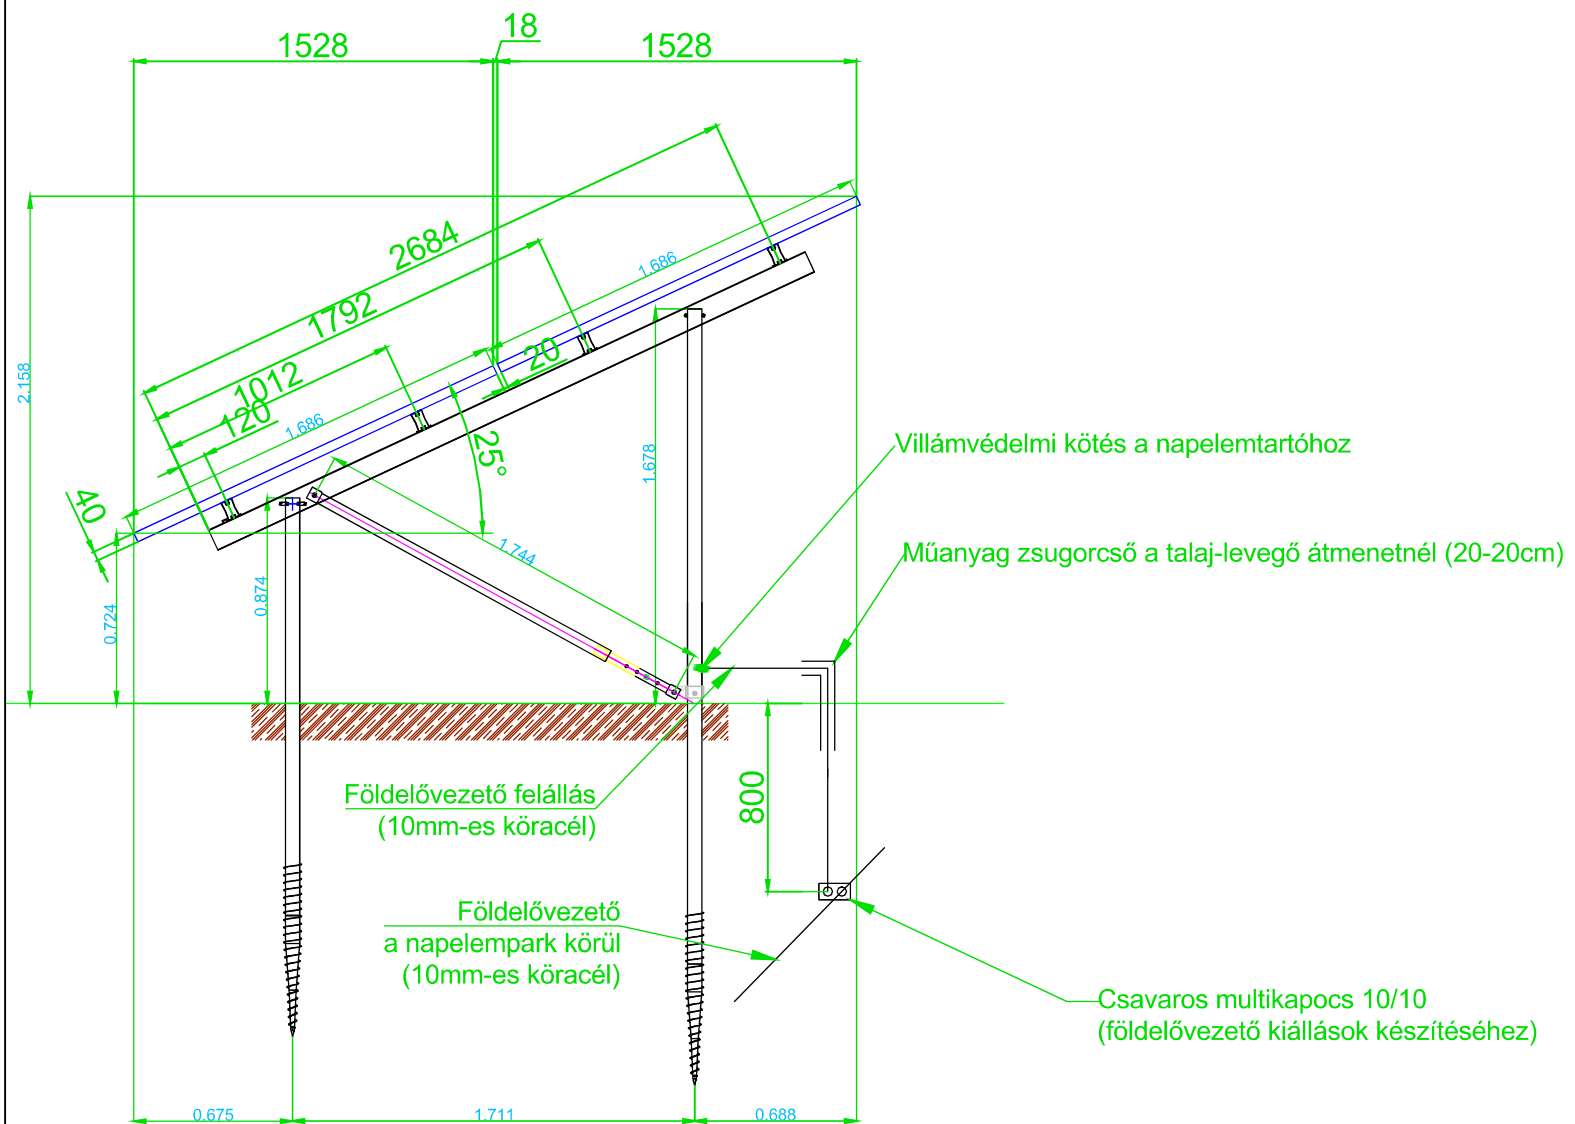 18
1528
1528
2684
1.686
1792
20
2.158
1012
120
1.686
25°
1.678
Villámvédelmi kötés a napelemtartóhoz
40
1.744
Műanyag zsugorcső a talaj-levegő átmenetnél (20-20cm)
0.874
0.724
Földelővezető felállás
(10mm-es köracél)
800
Földelővezető
a napelempark körül
(10mm-es köracél)
Csavaros multikapocs 10/10
(földelővezető kiállások készítéséhez)
0.675
1.711
0.688